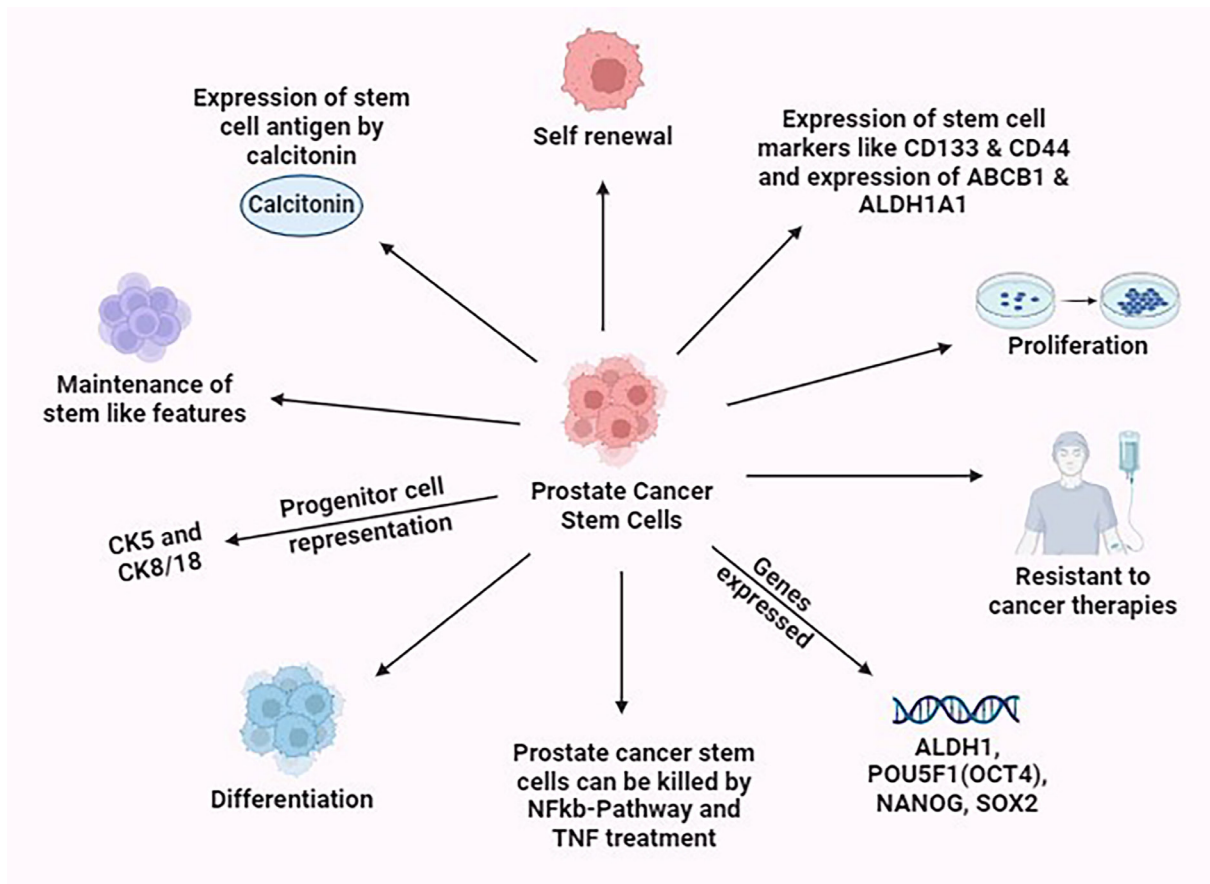 Self renewal
Expression of stem
cell antigen by
calcitonin
Calcitonin
Expression of stem cell
markers like CD133 & CD44
and expression of ABCB1 &
ALDH1A1
Proliferation
Maintenance of
stem like features
Prostate Cancer
Stem Cells
Progenitor cell
representation
CK5 and
CK8/18
Resistant to
cancer therapies
Genes
expressed
ALDH1,
POU5F1(OCT4),
NANOG, SOX2
Prostate cancer stem
cells can be killed by
NFkb-Pathway and
TNF treatment
Differentiation